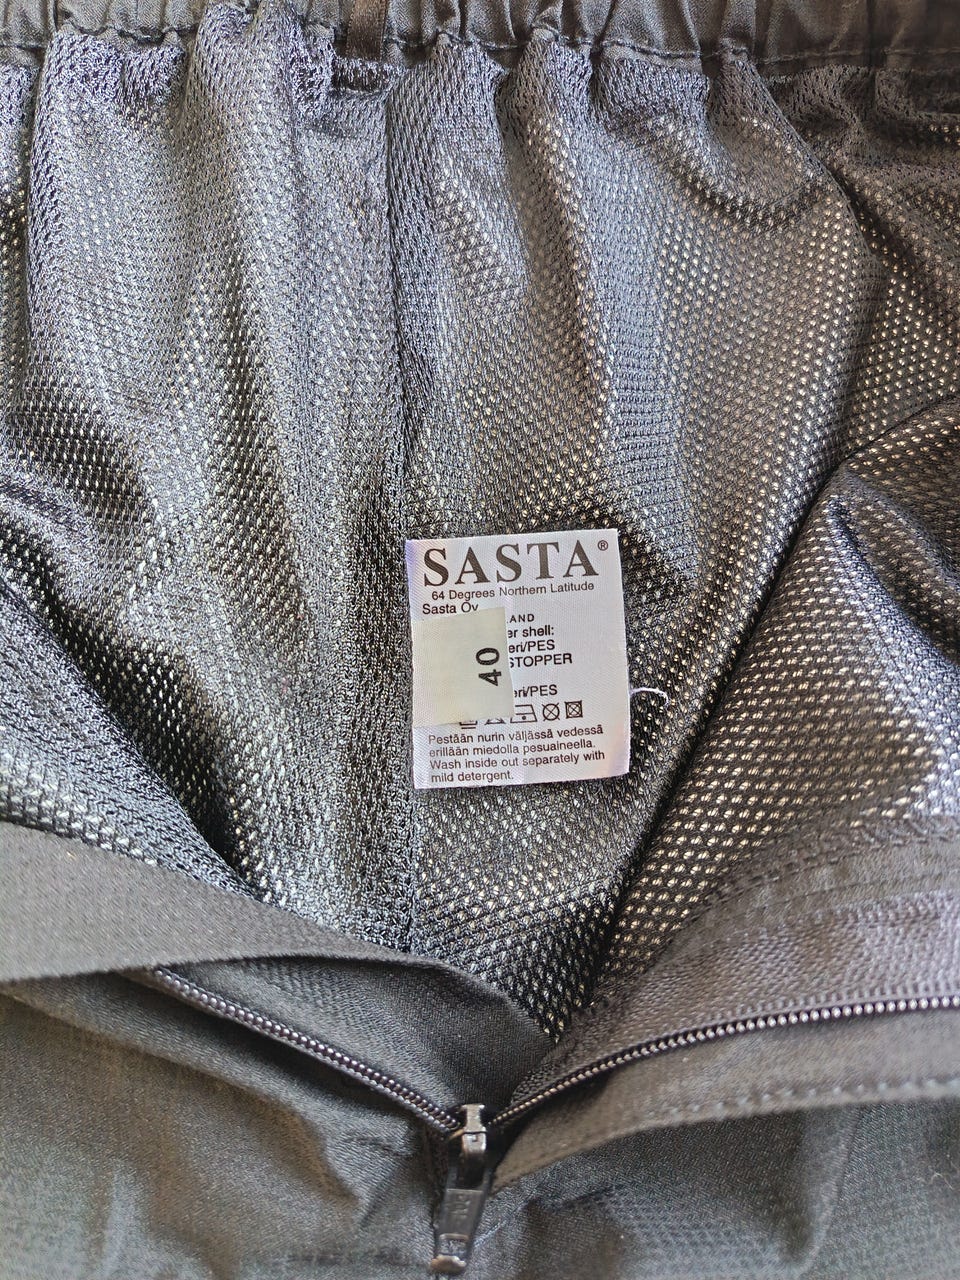 SASTA®
64 Degrees Northern Latitude
Sasta Oy
LAND
er shell:
eri/PES
STOPPER
40
eri/PES
Pestään nurin väljässä vedessä
erillään miedolla pesuaineella.
Wash inside out separately with
mild detergent.